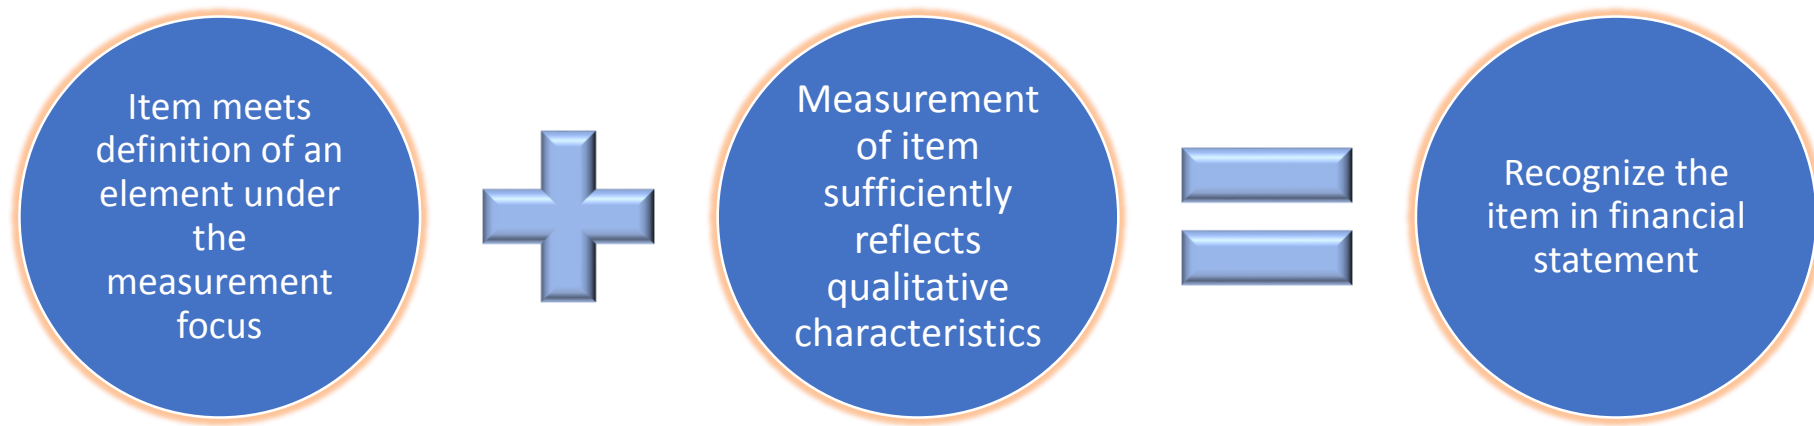 Item meets
definition of an
element under
the
measurement
focus
Measurement
of item
sufficiently
reflects
qualitative
characteristics
Recognize the
item in financial
statement